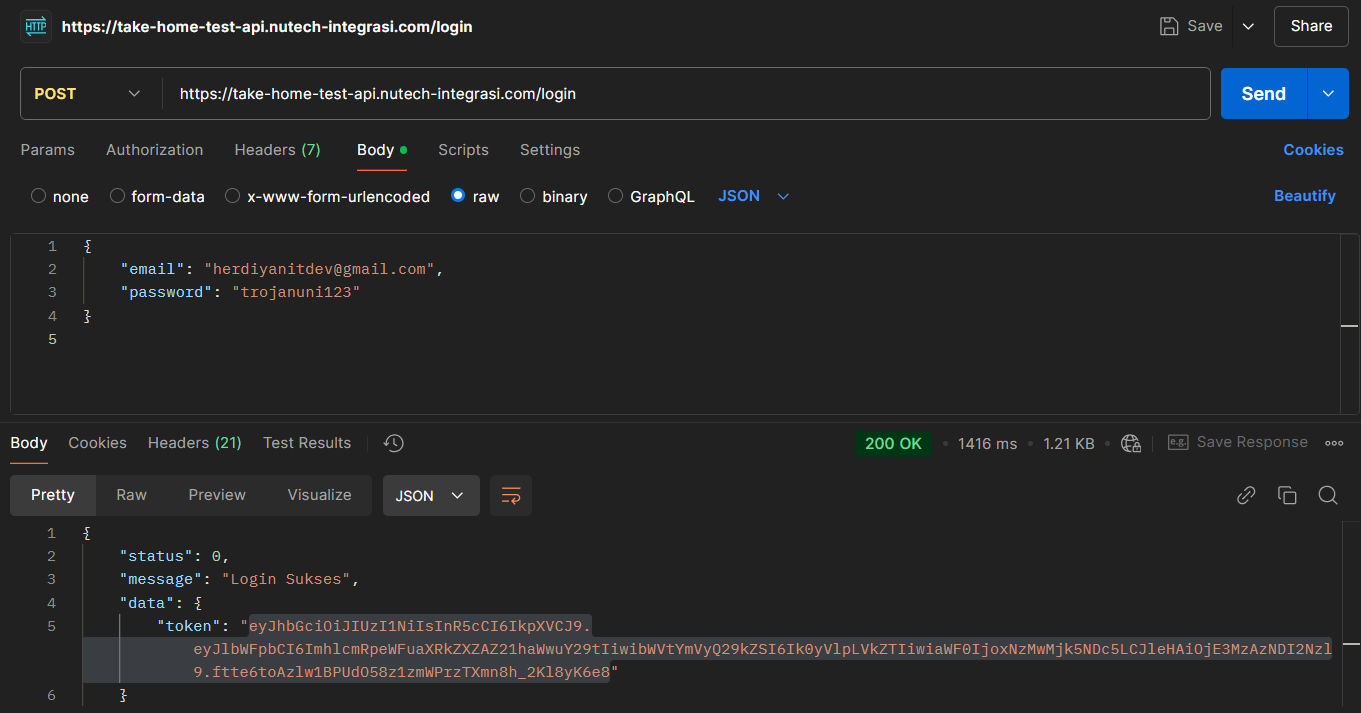 HTTP https://take-home-test-api.nutech-integrasi.com/login Save Share
POST https://take-home-test-api.nutech-integrasi.com/login Send
Params Authorization Headers (7) Body Scripts Settings Cookies
none form-data x-www-form-urlencoded raw binary GraphQL JSON Beautify
1 {
2 "email": "herdiyanitdev@gmail.com",
3 "password": "trojanuni123"
4 }
5
Body Cookies Headers (21) Test Results 200 OK • 1416 ms • 1.21 KB • e.g. Save Response
Pretty Raw Preview Visualize JSON
1 {
2 "status": 0,
3 "message": "Login Sukses",
4 "data": {
5 "token": "eyJhbGciOiJIUzI1NiIsInR5cCI6IkpXVCJ9.
eyJlbWFpbCI6ImhlcmRpeWFuaXRkZXZAZ21haWwuY29tIiwibWVtYmVyQ29kZSI6Ik0yVlpLVkZTIiwiaWF0IjoxNzMwMjk5NDc5LCJleHAiOjE3MzAzNDI2Nzl
9.ftte6toAzlw1BPUdO58z1zmWPrzTXmn8h_2Kl8yK6e8"
6 }